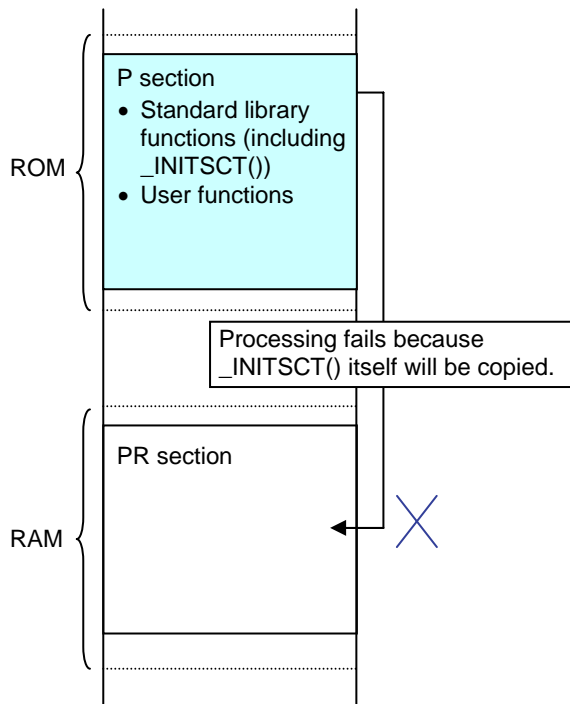 P section
• Standard library
functions (including
_INITSCT())
• User functions
ROM
Processing fails because
_INITSCT() itself will be copied.
PR section
RAM